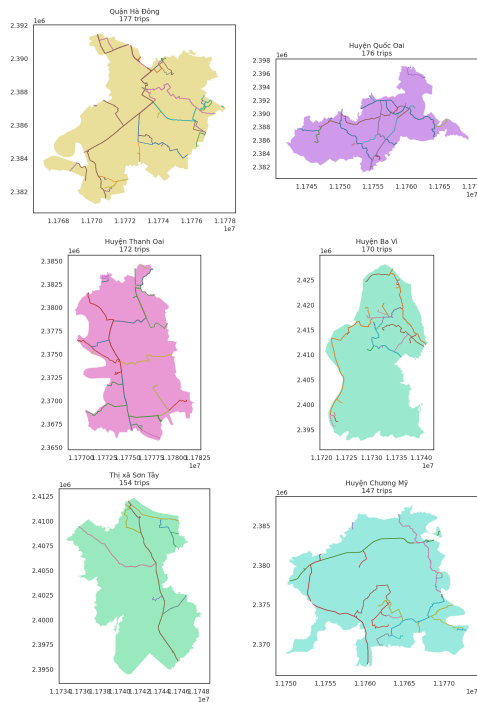 Quận Hà Đông
177 trips
1e6
2.392
2.390
2.388
2.386
2.384
2.382
1.1768 1.1770 1.1772 1.1774 1.1776 1.1778
1e7
Huyện Quốc Oai
176 trips
1e6
2.398
2.396
2.394
2.392
2.390
2.388
2.386
2.384
2.382
1.1745 1.1750 1.1755 1.1760 1.1765 1.1770
1e7
Huyện Thanh Oai
172 trips
1e6
2.3850
2.3825
2.3800
2.3775
2.3750
2.3725
2.3700
2.3675
2.3650
1.17700 1.17725 1.17750 1.17775 1.17800 1.17825
1e7
Huyện Ba Vì
170 trips
1e6
2.425
2.420
2.415
2.410
2.405
2.400
2.395
1.1720 1.1725 1.1730 1.1735 1.1740
1e7
Thị xã Sơn Tây
154 trips
1e6
2.4125
2.4100
2.4075
2.4050
2.4025
2.4000
2.3975
2.3950
1.1734 1.1736 1.1738 1.1740 1.1742 1.1744 1.1746 1.1748
1e7
Huyện Chương Mỹ
147 trips
1e6
2.385
2.380
2.375
2.370
1.1750 1.1755 1.1760 1.1765 1.1770
1e7